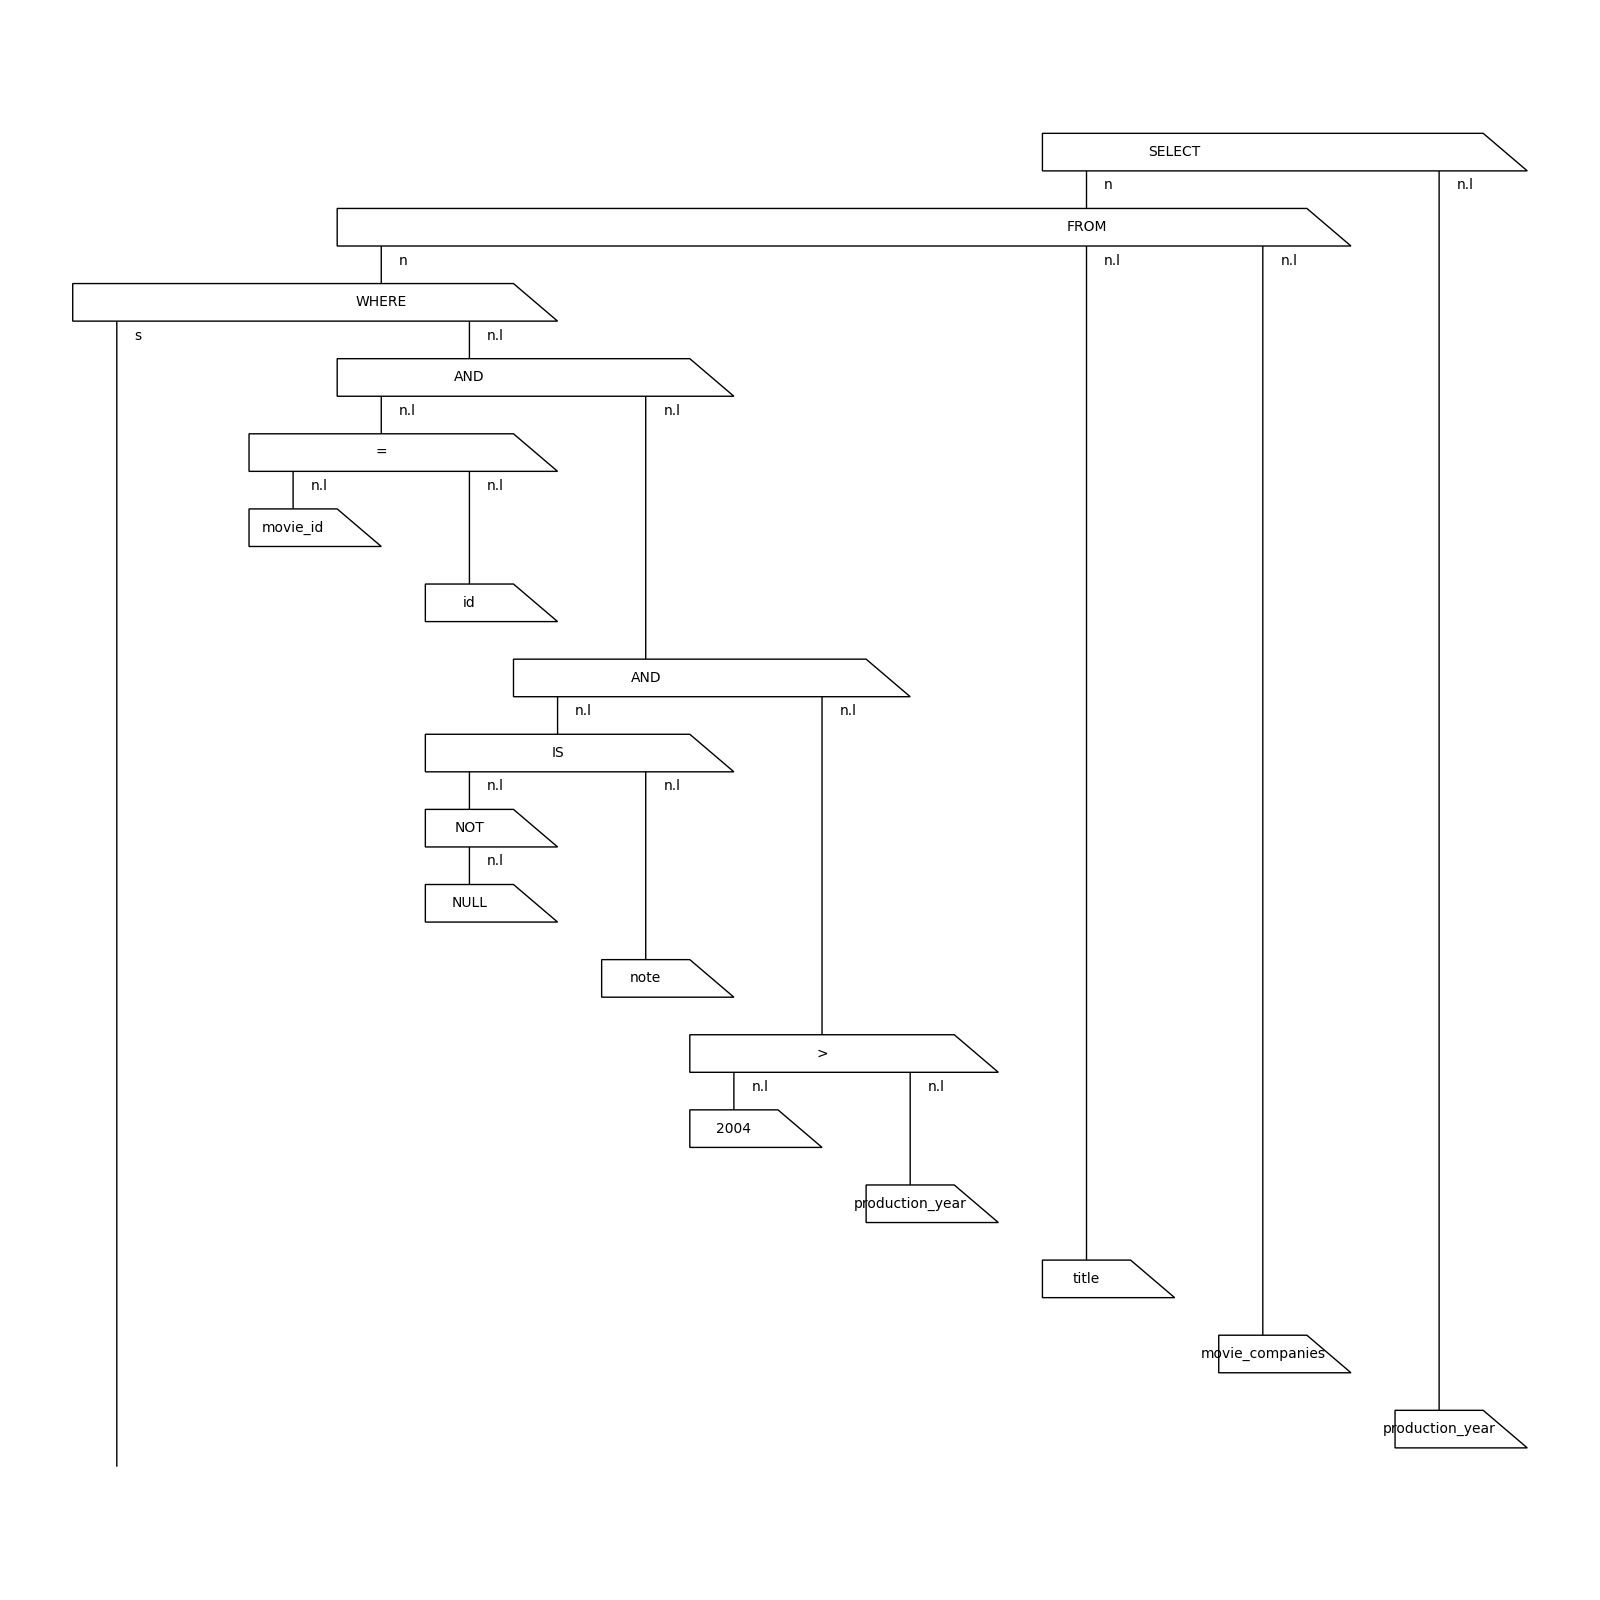 SELECT
n n.l
FROM
n n.l n.l
WHERE
s n.l
AND
n.l n.l
=
n.l n.l
movie_id
id
AND
n.l n.l
IS
n.l n.l
NOT
n.l
NULL
note
>
n.l n.l
2004
production_year
title
movie_companies
production_year